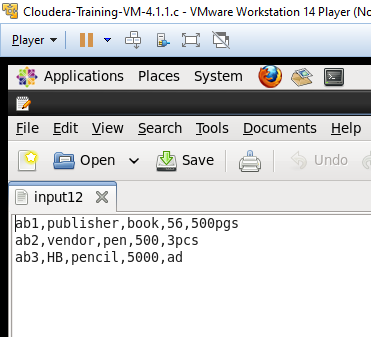 Cloudera-Training-VM-4.1.1.c - VMware Workstation 14 Player (No
Player
Applications Places System
File Edit View Search Tools Documents Help
Open Save Undo
input12
ab1,publisher,book,56,500pgs
ab2,vendor,pen,500,3pcs
ab3,HB,pencil,5000,ad